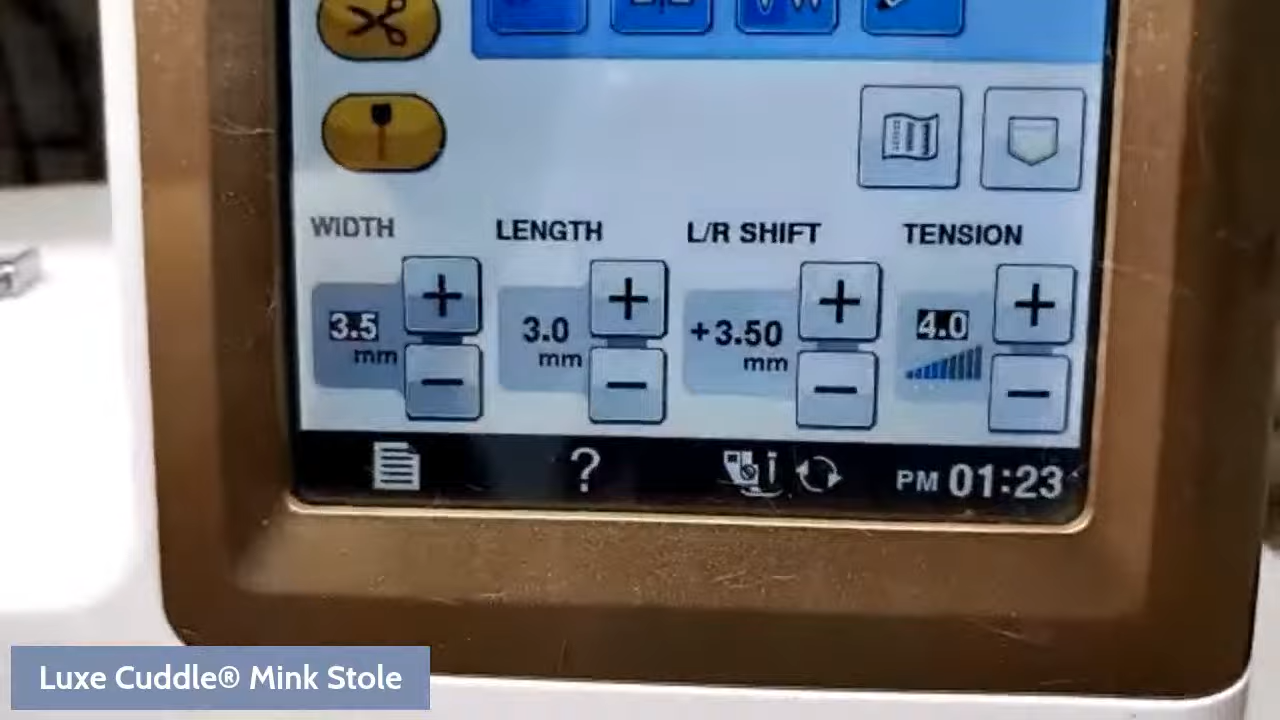 WIDTH LENGTH L/R SHIFT TENSION
3.5 mm 3.0 mm +3.50 mm 4.0
? PM 01:23
Luxe Cuddle® Mink Stole